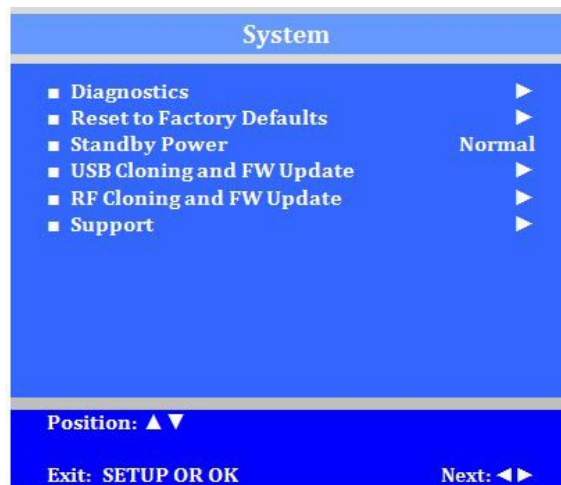 System
■ Diagnostics ▶
■ Reset to Factory Defaults ▶
■ Standby Power Normal
■ USB Cloning and FW Update ▶
■ RF Cloning and FW Update ▶
■ Support ▶
Position: ▲▼
Exit: SETUP OR OK Next: ◀▶